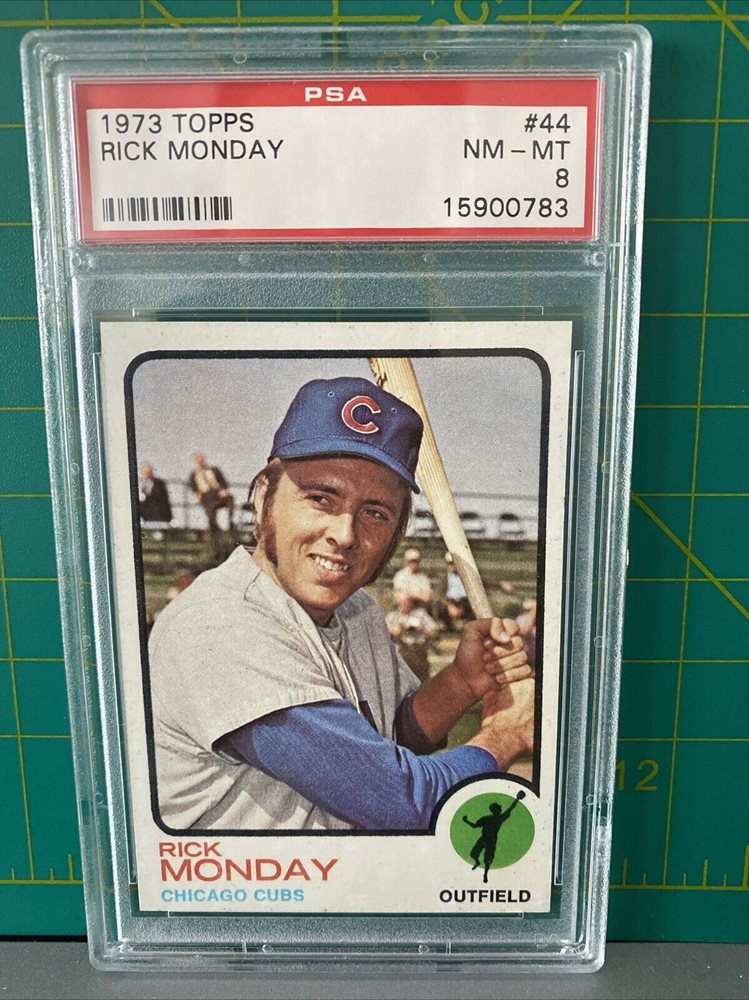 PSA
1973 TOPPS #44
RICK MONDAY NM-MT
8
15900783
C
RICK
MONDAY
CHICAGO CUBS
OUTFIELD
12